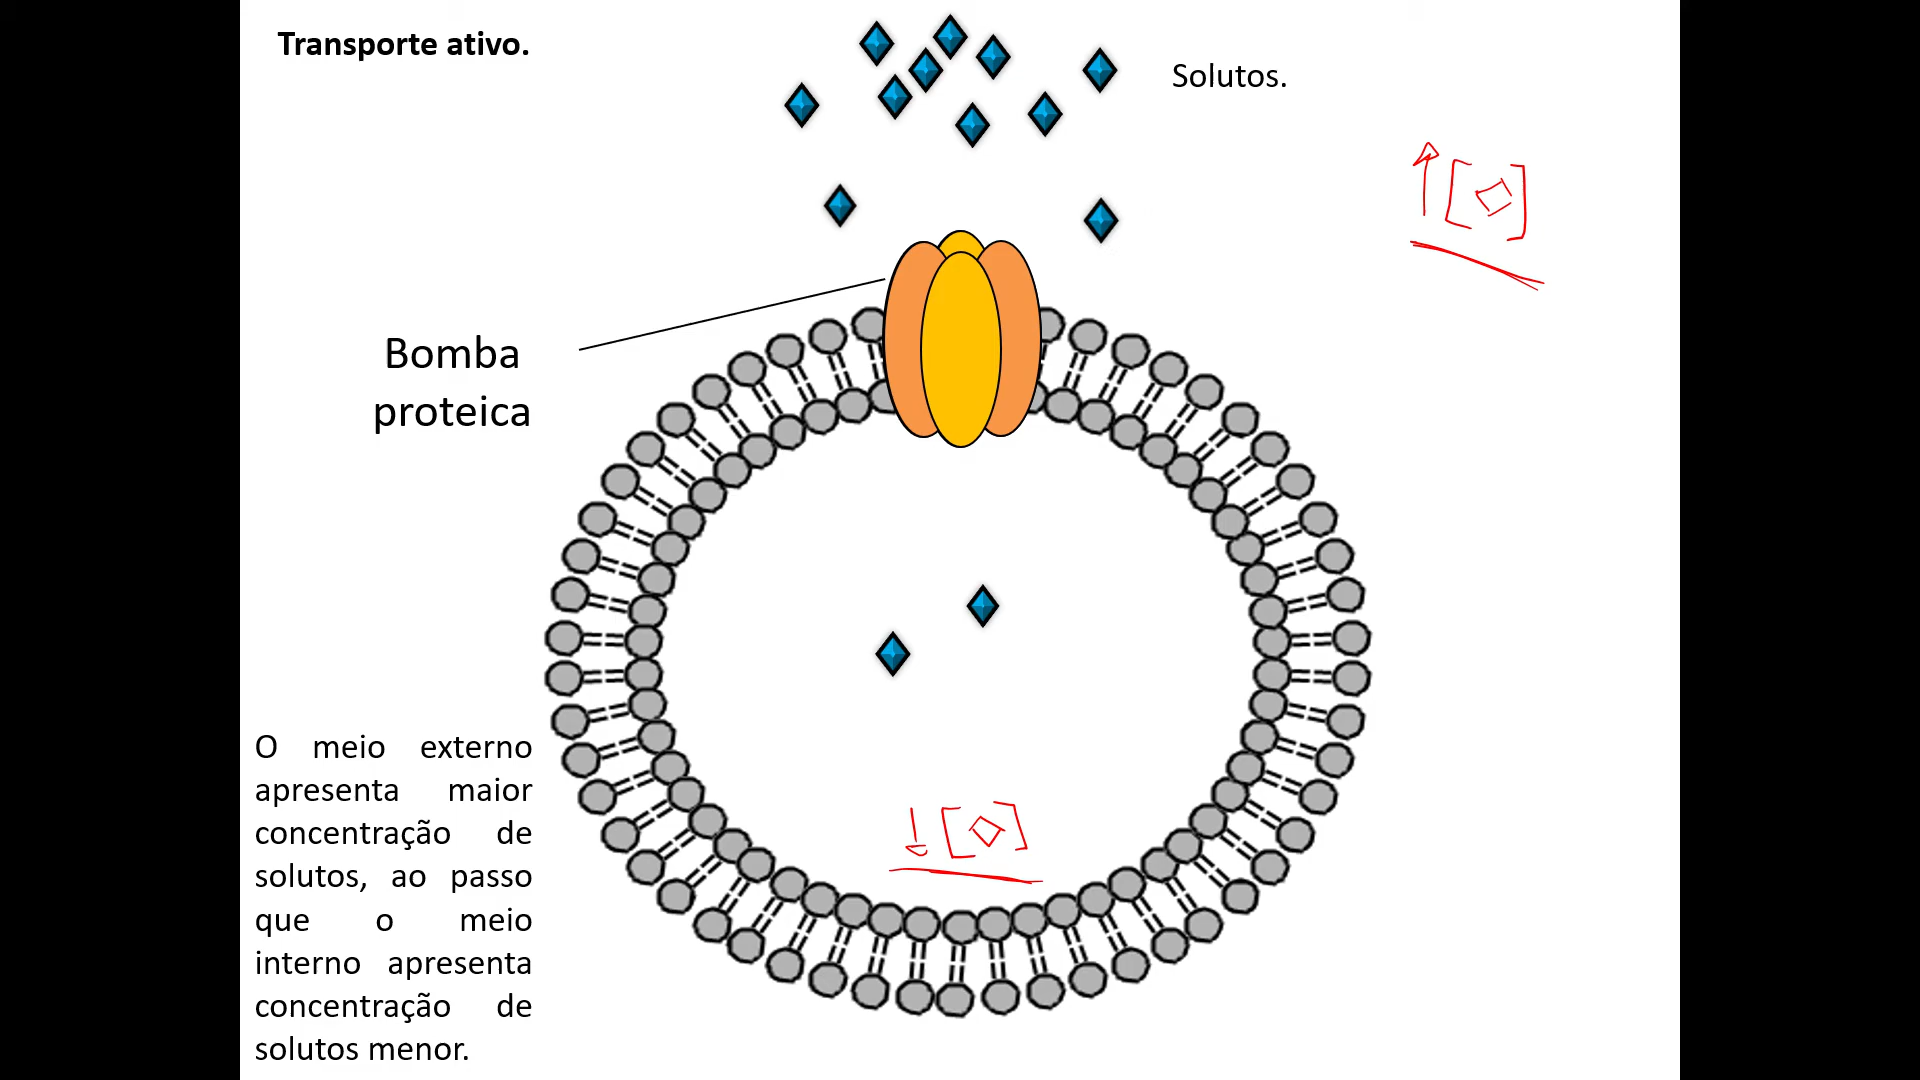 Transporte ativo.
Solutos.
↑[◇]
Bomba
proteica
O meio externo
apresenta maior
concentração de
solutos, ao passo
que o meio
interno apresenta
concentração de
solutos menor.
↓[◇]